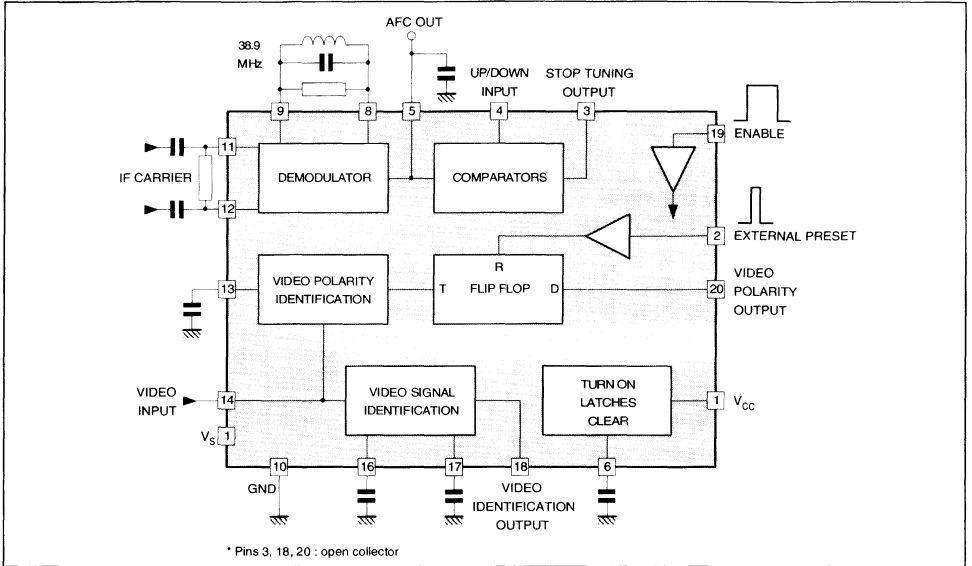 AFC OUT
38.9
MHz
UP/DOWN
INPUT
STOP TUNING
OUTPUT
9
8
5
4
3
19
ENABLE
11
DEMODULATOR
COMPARATORS
IF CARRIER
12
2
EXTERNAL PRESET
R
13
VIDEO POLARITY
IDENTIFICATION
T
FLIP FLOP
D
20
VIDEO
POLARITY
OUTPUT
VIDEO
INPUT
14
VIDEO SIGNAL
IDENTIFICATION
TURN ON
LATCHES
CLEAR
1
VCC
VS
1
10
16
17
18
6
GND
VIDEO
IDENTIFICATION
OUTPUT
* Pins 3, 18, 20 : open collector